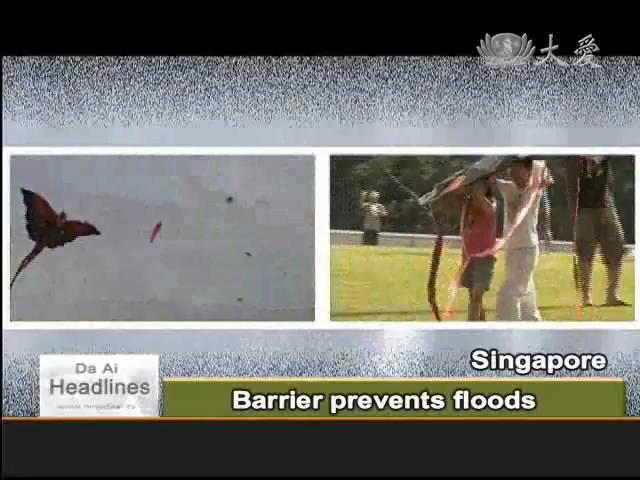 大愛
Singapore
Da Ai
Headlines
Barrier prevents floods